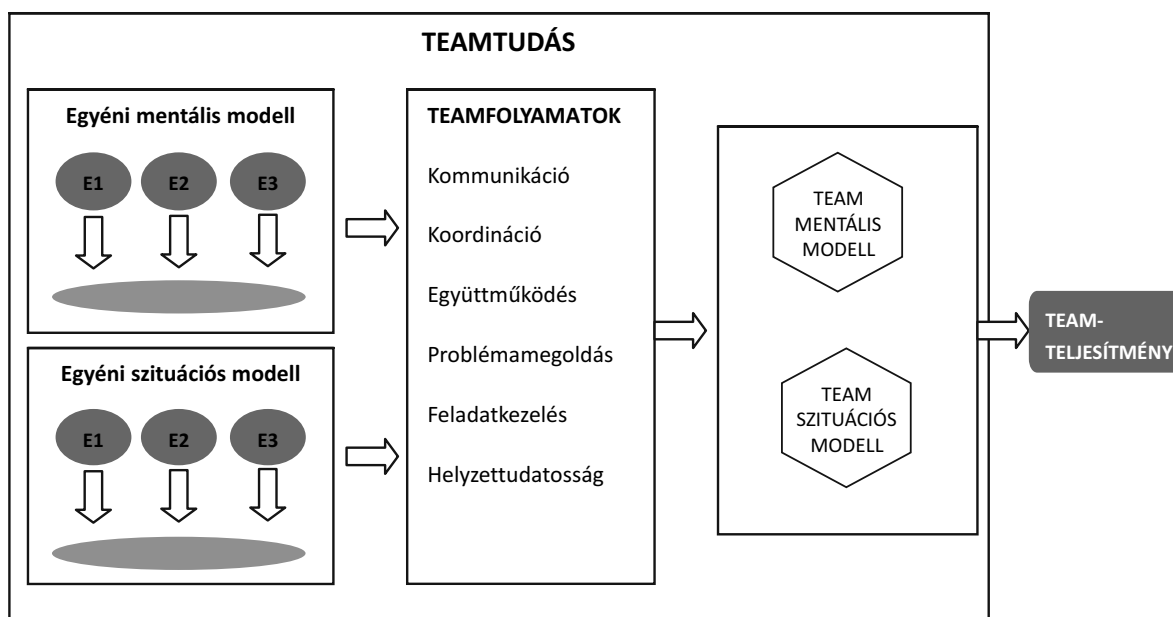 TEAMTUDÁS
Egyéni mentális modell
E1 E2 E3
Egyéni szituációs modell
E1 E2 E3
TEAMFOLYAMATOK
Kommunikáció
Koordináció
Együttműködés
Problémamegoldás
Feladatkezelés
Helyzettudatosság
TEAM
MENTÁLIS
MODELL
TEAM
SZITUÁCIÓS
MODELL
TEAM-
TELJESÍTMÉNY